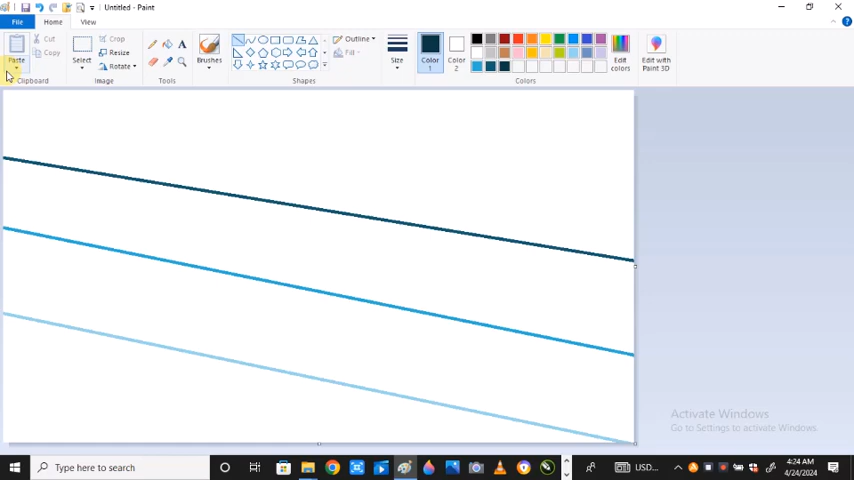 Untitled - Paint
File
Home
View
Paste
Cut
Copy
Clipboard
Select
Crop
Resize
Rotate
Image
A
Tools
Brushes
Outline
Fill
Shapes
Size
Color
1
Color
2
Edit
colors
Colors
Edit with
Paint 3D
Activate Windows
Go to Settings to activate Windows.
Type here to search
USD...
4:24 AM
4/24/2024